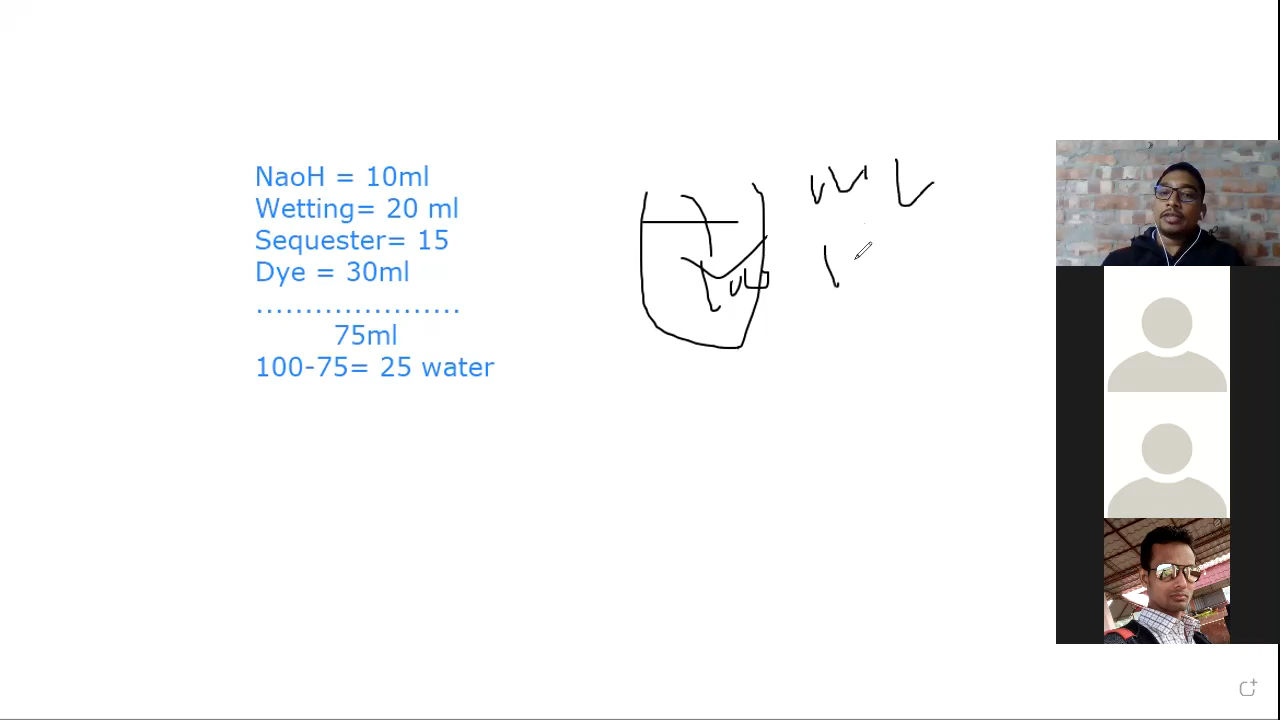 NaoH = 10ml
Wetting= 20 ml
Sequester= 15
Dye = 30ml
.....................
75ml
100-75= 25 water